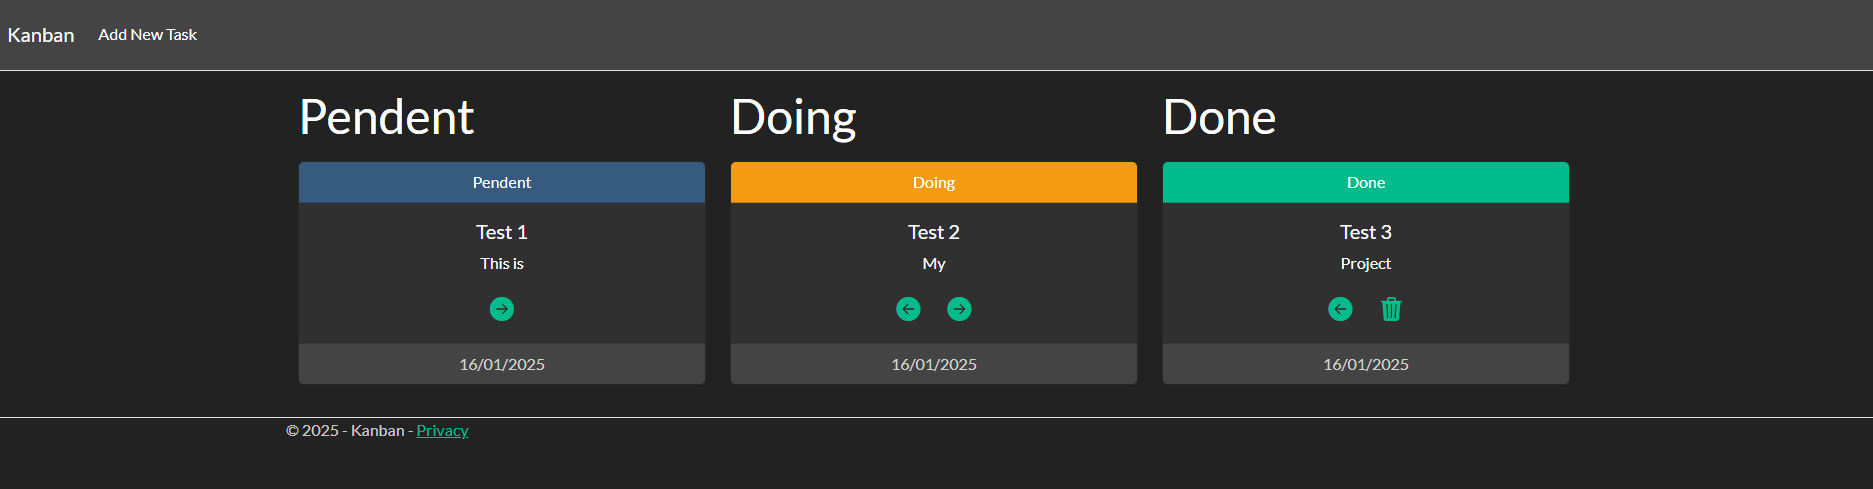 Kanban Add New Task
Pendent
Pendent
Test 1
This is
16/01/2025
Doing
Doing
Test 2
My
16/01/2025
Done
Done
Test 3
Project
16/01/2025
© 2025 - Kanban - Privacy